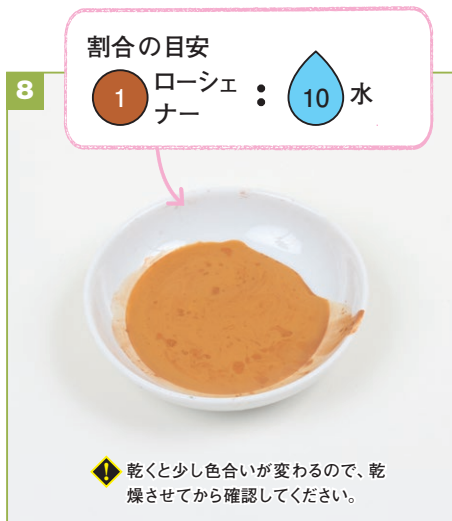 割合の目安
1 ローシェ
ナー : 10 水
8
乾くと少し色合いが変わるので、乾
燥させてから確認してください。